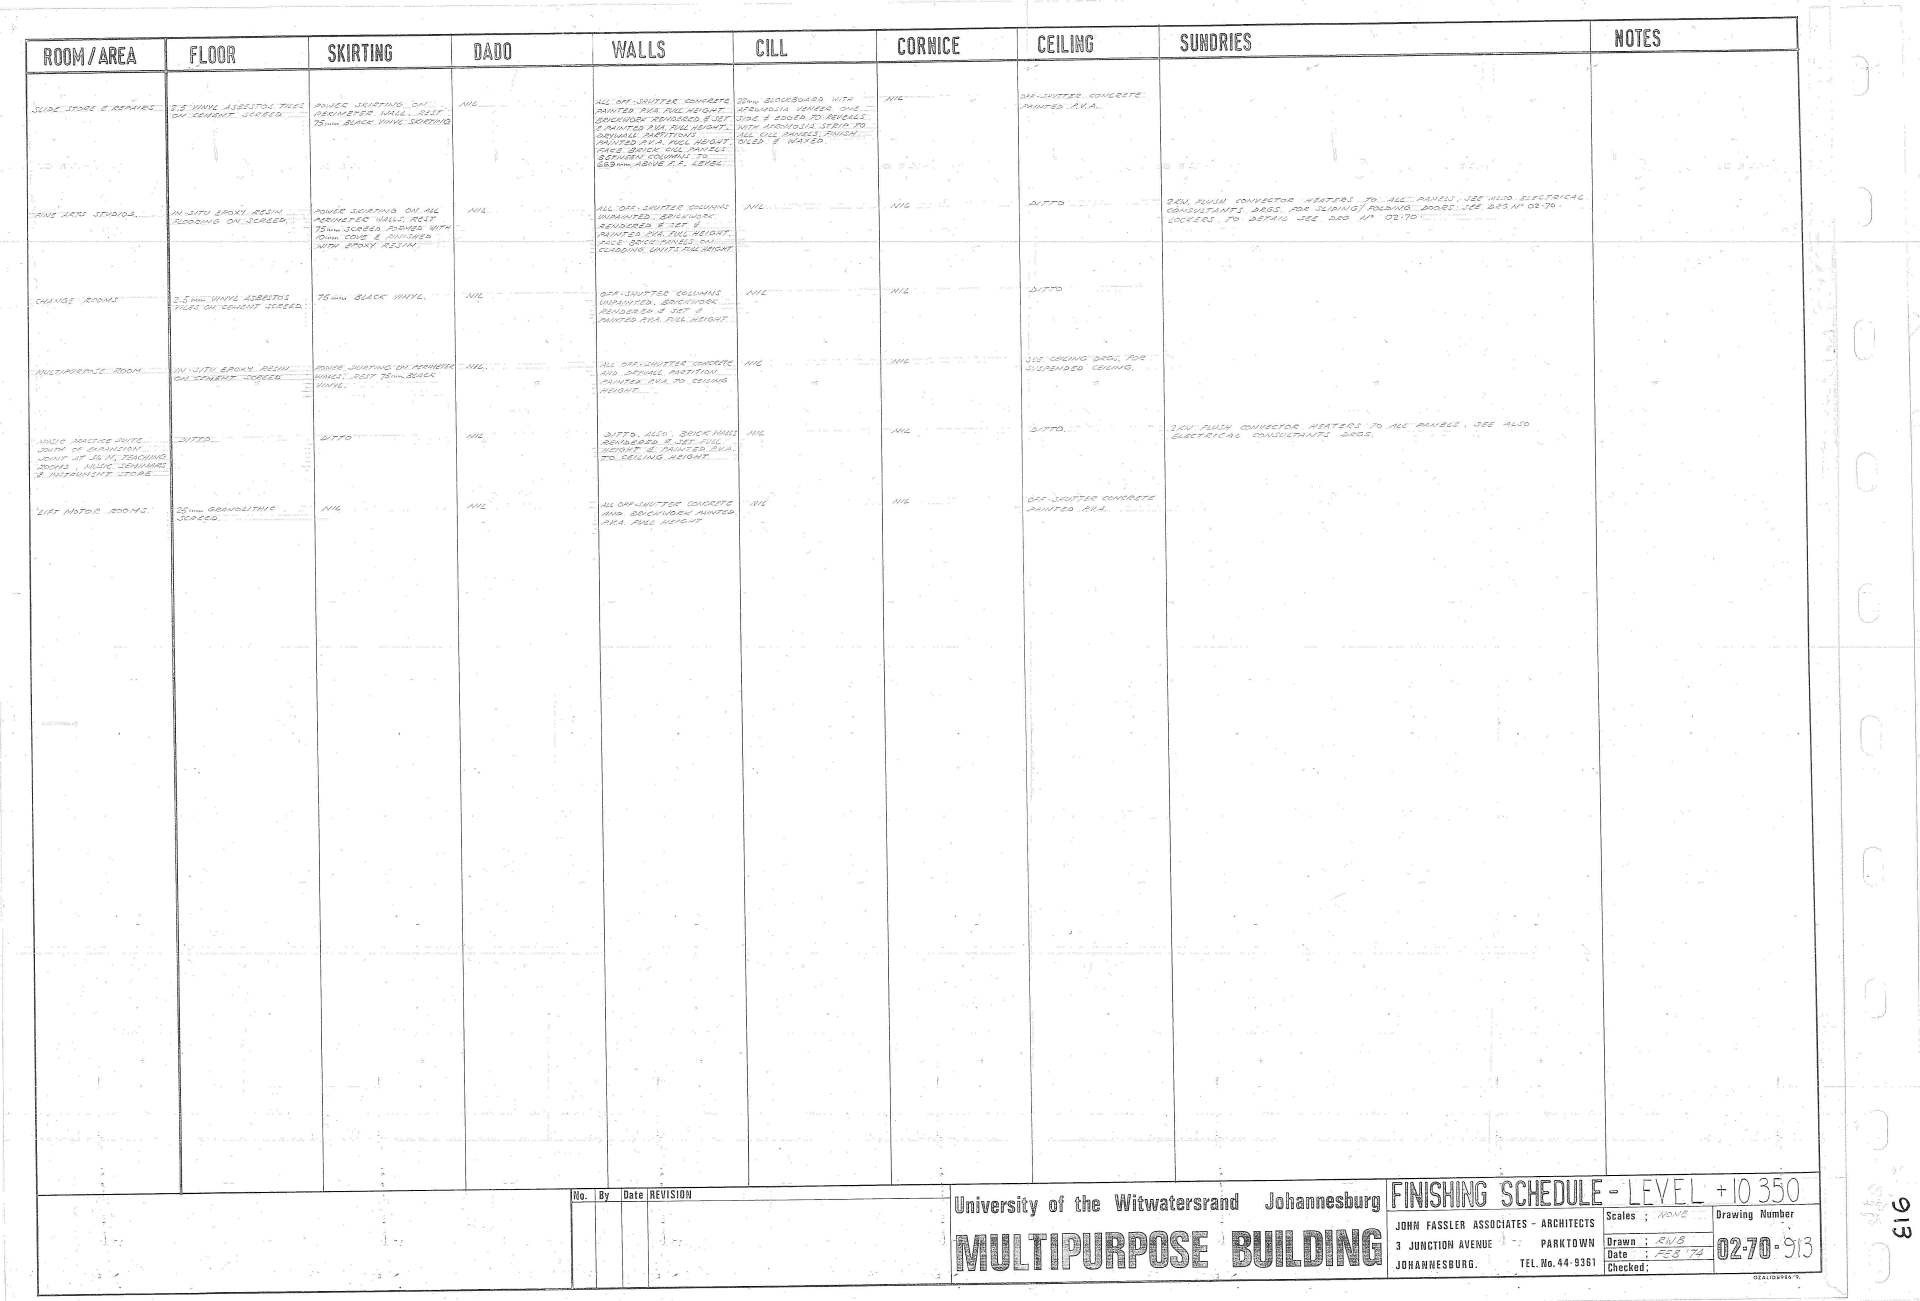 ROOM/AREA FLOOR SKIRTING DADO WALLS CILL CORNICE CEILING SUNDRIES NOTES
SLIDE STORE & REPAIRS
2.5 VINYL ASBESTOS TILES
ON CEMENT SCREED
POWER SKIRTING ON
PERIMETER WALL, REST
75mm BLACK VINYL SKIRTING
NIL
ALL OFF-SHUTTER CONCRETE
PAINTED P.V.A. FULL HEIGHT
BRICKWORK RENDERED & SET
& PAINTED P.V.A. FULL HEIGHT.
DRYWALL PARTITIONS
PAINTED P.V.A. FULL HEIGHT.
FACE BRICK CILL PANELS
BETWEEN COLUMNS TO
669mm ABOVE F.F. LEVEL
22mm BLOCKBOARD WITH
AFROMOSIA VENEER ONE
SIDE & EDGED TO REVEALS
WITH AFROMOSIA STRIP TO
ALL CILL PANELS, FINISH
OILED & WAXED.
NIL
OFF-SHUTTER CONCRETE
PAINTED P.V.A.
FINE ARTS STUDIOS.
IN-SITU EPOXY RESIN
FLOODING ON SCREED.
POWER SKIRTING ON ALL
PERIMETER WALLS, REST
75mm SCREED FORMED WITH
10mm COVE & FINISHED
WITH EPOXY RESIN
NIL
ALL OFF-SHUTTER COLUMNS
UNPAINTED. BRICKWORK
RENDERED & SET &
PAINTED P.V.A. FULL HEIGHT.
FACE BRICK PANELS ON
CLADDING UNITS FULL HEIGHT
NIL
NIL
DITTO
2KW. FLUSH CONVECTOR HEATERS TO ALL PANELS, SEE ALSO ELECTRICAL
CONSULTANTS DRGS. FOR SLIDING/FOLDING DOORS SEE DRG Nº 02-70-
LOCKERS TO DETAIL SEE DRG Nº 02-70-
CHANGE ROOMS
2.5mm VINYL ASBESTOS
TILES ON CEMENT SCREED
75mm BLACK VINYL.
NIL
OFF-SHUTTER COLUMNS
UNPAINTED. BRICKWORK
RENDERED & SET &
PAINTED P.V.A. FULL HEIGHT
NIL
NIL
DITTO
MULTIPURPOSE ROOM
IN-SITU EPOXY RESIN
ON CEMENT SCREED
POWER SKIRTING ON PERIMETER
WALLS, REST 75mm BLACK
VINYL.
NIL.
ALL OFF-SHUTTER CONCRETE
AND DRYWALL PARTITION
PAINTED P.V.A. TO CEILING
HEIGHT
NIL
NIL
SEE CEILING DRGS. FOR
SUSPENDED CEILING.
MUSIC PRACTICE SUITE
SOUTH OF EXPANSION
JOINT AT TEACHING
ROOMS, MUSIC SEMINARS
& INSTRUMENT STORE
DITTO
DITTO
NIL
DITTO, ALSO, BRICK WALLS
RENDERED & SET FULL
HEIGHT & PAINTED P.V.A.
TO CEILING HEIGHT
NIL
NIL
DITTO.
2KW FLUSH CONVECTOR HEATERS TO ALL PANELS, SEE ALSO
ELECTRICAL CONSULTANTS DRGS.
LIFT MOTOR ROOMS.
25mm GRANOLITHIC
SCREED
NIL
NIL
ALL OFF-SHUTTER CONCRETE
AND BRICKWORK PAINTED
P.V.A. FULL HEIGHT
NIL
NIL
OFF-SHUTTER CONCRETE
PAINTED P.V.A.
No. By Date REVISION
University of the Witwatersrand Johannesburg
MULTIPURPOSE BUILDING
FINISHING SCHEDULE - LEVEL +10 350
JOHN FASSLER ASSOCIATES - ARCHITECTS
3 JUNCTION AVENUE PARKTOWN
JOHANNESBURG. TEL. No. 44-9361
Scales ; NONE
Drawn ; RWB
Date ; FEB '74
Checked;
Drawing Number
02-70-913
913